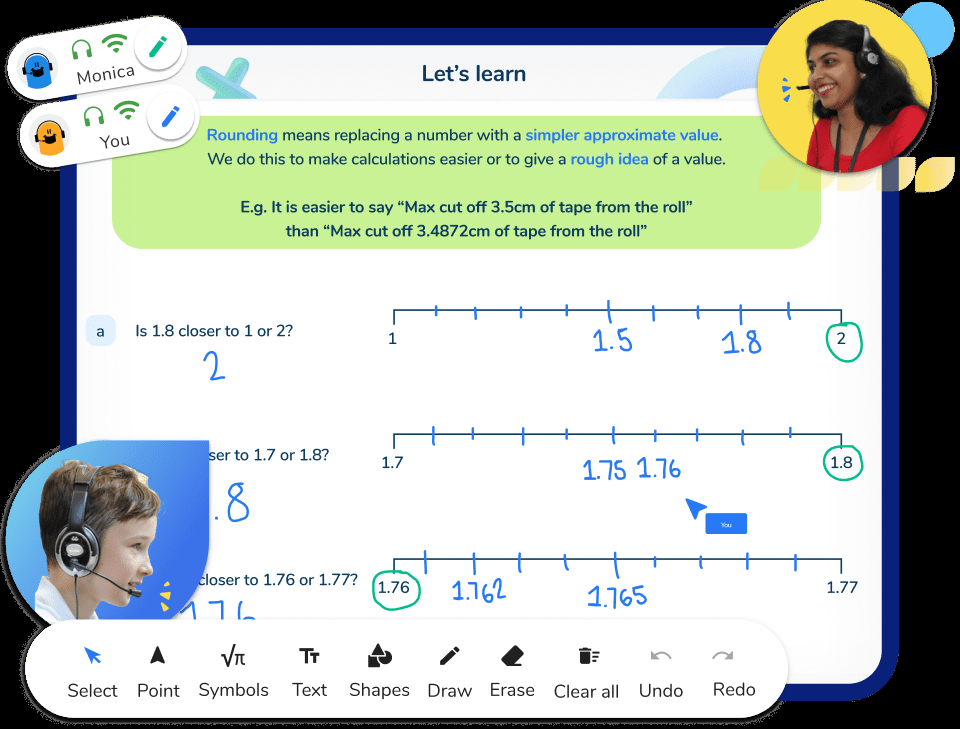 Monica
You
Let's learn
Rounding means replacing a number with a simpler approximate value.
We do this to make calculations easier or to give a rough idea of a value.
E.g. It is easier to say “Max cut off 3.5cm of tape from the roll”
than “Max cut off 3.4872cm of tape from the roll”
a
Is 1.8 closer to 1 or 2?
2
1
1.5
1.8
2
to 1.7 or 1.8?
.8
1.7
1.75
1.76
1.8
You
closer to 1.76 or 1.77?
1.76
1.762
1.765
1.77
Select
Point
√π
Symbols
TT
Text
Shapes
Draw
Erase
Clear all
Undo
Redo